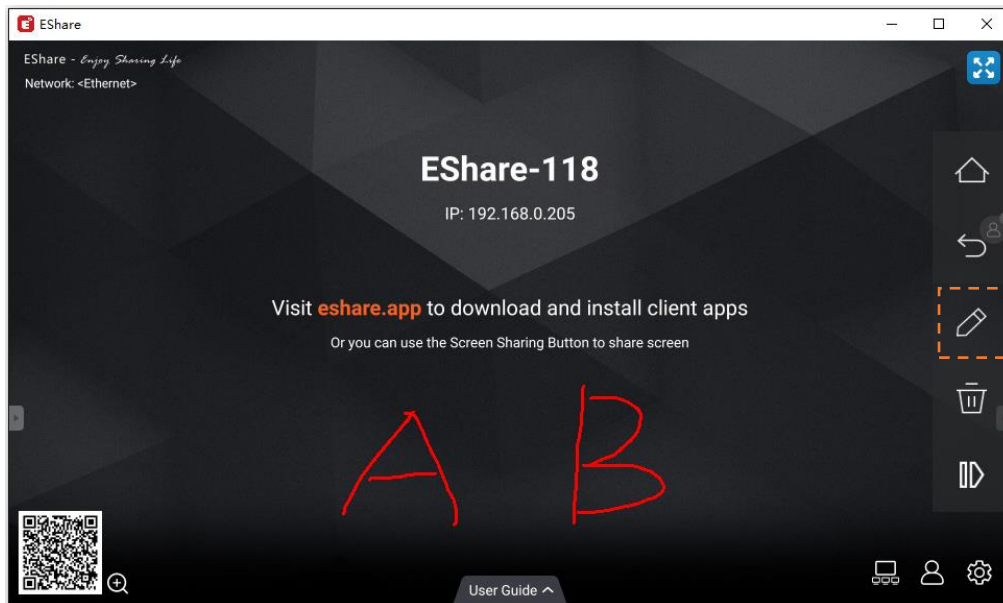 EShare
EShare - Enjoy Sharing Life
Network: <Ethernet>
EShare-118
IP: 192.168.0.205
Visit eshare.app to download and install client apps
Or you can use the Screen Sharing Button to share screen
A B
User Guide